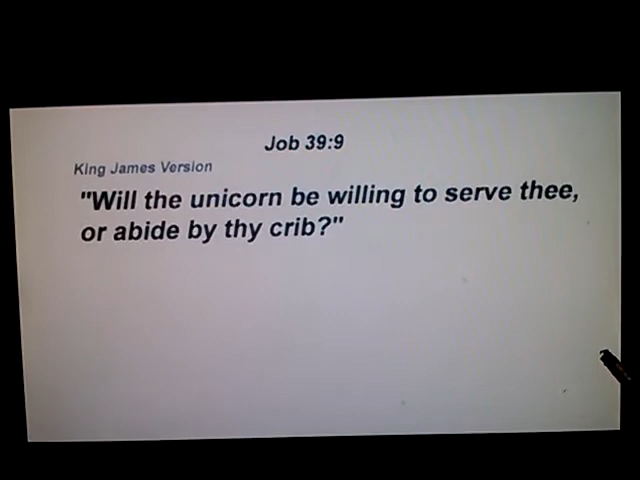 Job 39:9
King James Version
"Will the unicorn be willing to serve thee,
or abide by thy crib?"